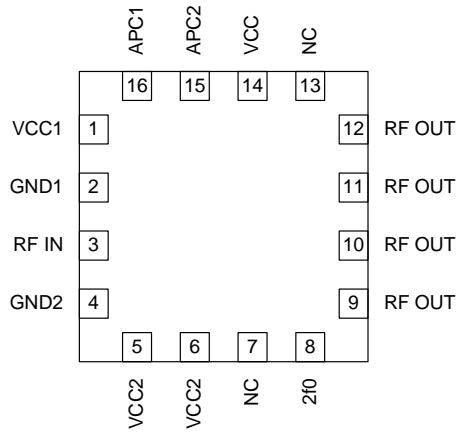 APC1
APC2
VCC
NC
16
15
14
13
VCC1 1
12 RF OUT
GND1 2
11 RF OUT
RF IN 3
10 RF OUT
GND2 4
9 RF OUT
5
6
7
8
VCC2
VCC2
NC
2f0